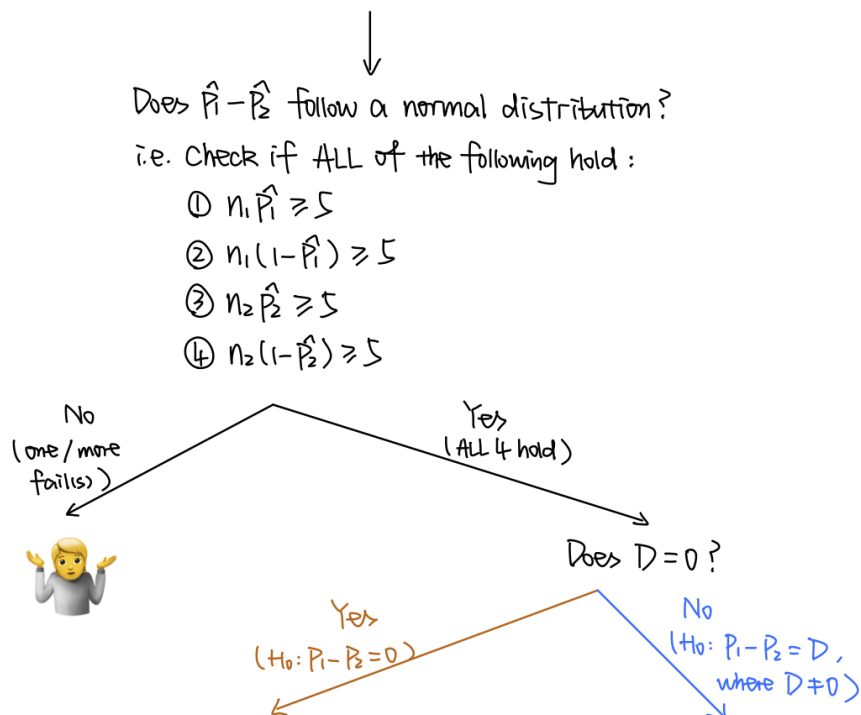 Does p̂₁-p̂₂ follow a normal distribution?
i.e. Check if ALL of the following hold:
① n₁p̂₁ ≥ 5
② n₁(1-p̂₁) ≥ 5
③ n₂p̂₂ ≥ 5
④ n₂(1-p̂₂) ≥ 5
No
(one/more
fail(s))
Yes
(ALL 4 hold)
Does D=0?
Yes
(H₀: P₁-P₂=0)
No
(H₀: P₁-P₂=D,
where D≠0)